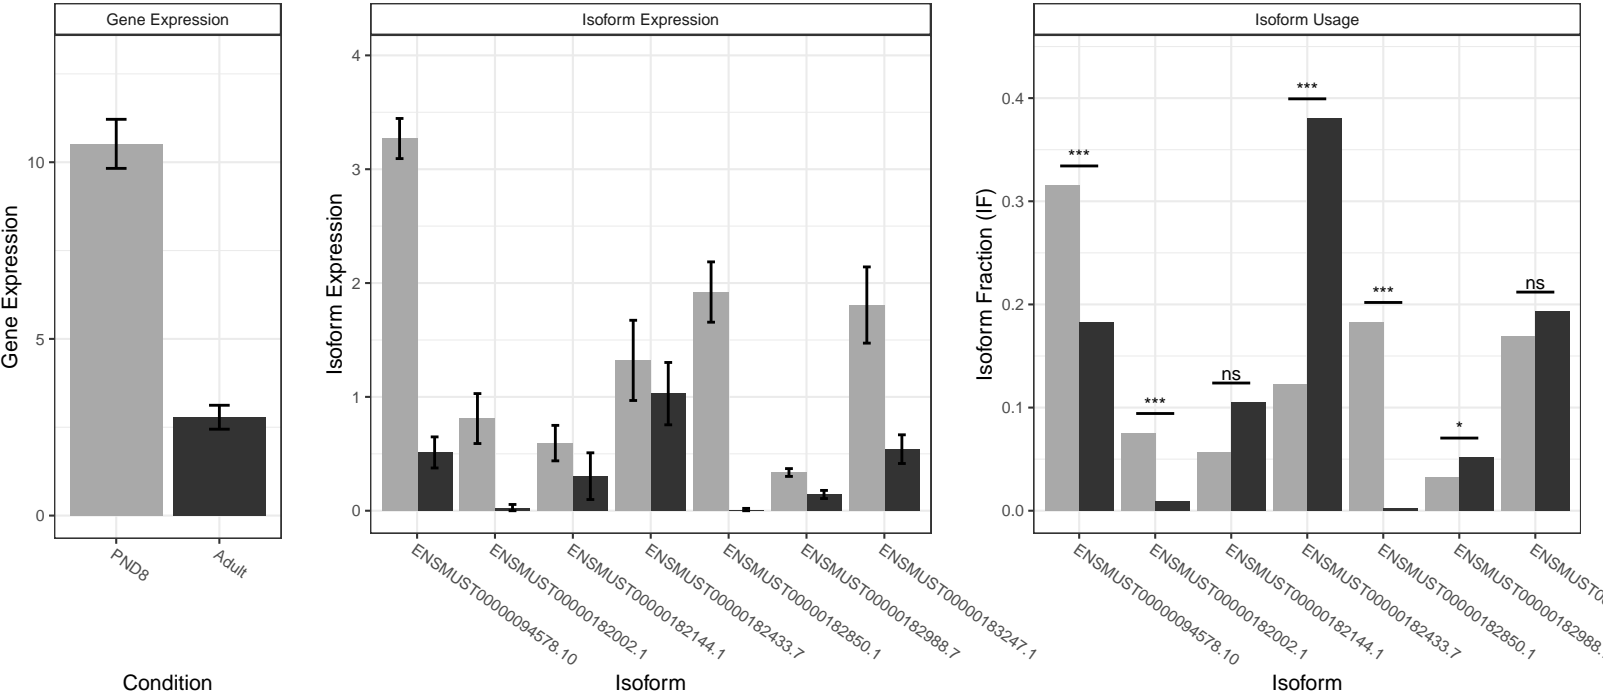 Gene Expression
Isoform Expression
Isoform Usage
Gene Expression
10
5
0
PND8
Adult
Condition
Isoform Expression
4
3
2
1
0
ENSMUST00000094578.10
ENSMUST00000182002.1
ENSMUST00000182144.1
ENSMUST00000182433.7
ENSMUST00000182850.1
ENSMUST00000182988.7
ENSMUST00000183247.1
Isoform
Isoform Fraction (IF)
0.4
0.3
0.2
0.1
0.0
***
***
ns
***
***
*
ns
ENSMUST00000094578.10
ENSMUST00000182002.1
ENSMUST00000182144.1
ENSMUST00000182433.7
ENSMUST00000182850.1
ENSMUST00000182988.
Isoform